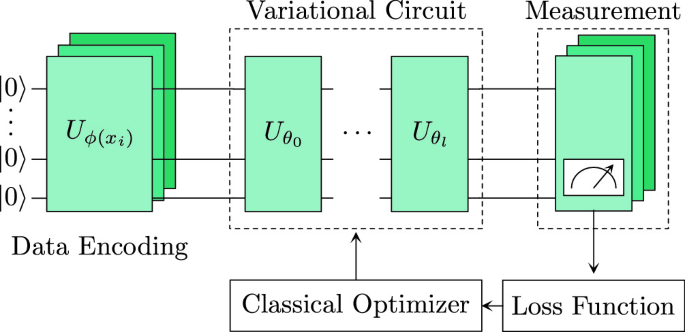 Variational Circuit Measurement
|0⟩
⋮
|0⟩
|0⟩
U_{ϕ(x_i)}
U_{θ_0}
⋯
U_{θ_l}
Data Encoding
Classical Optimizer
Loss Function